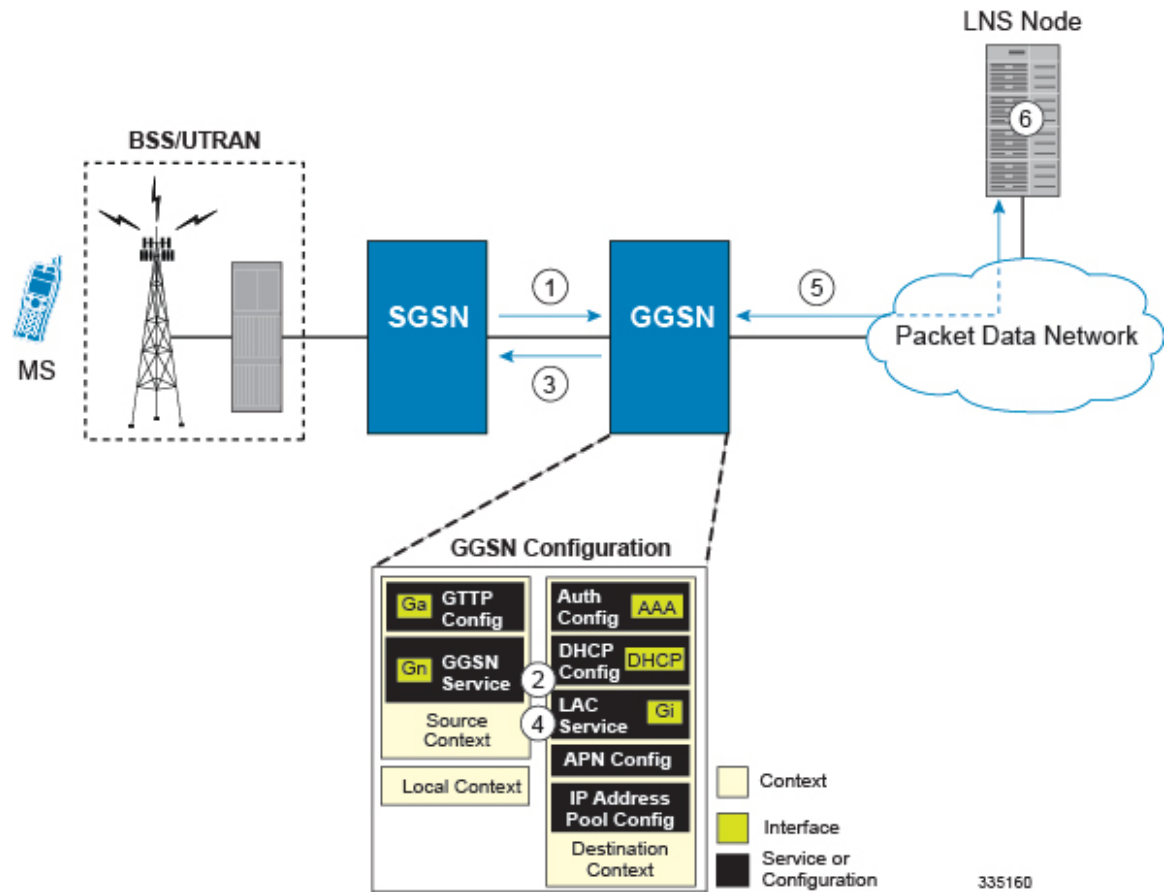 LNS Node
6
BSS/UTRAN
MS
SGSN
1
3
GGSN
5
Packet Data Network
GGSN Configuration
Ga
GTTP
Config
Gn
GGSN
Service
Source
Context
Local Context
2
4
Auth
Config
AAA
DHCP
Config
DHCP
LAC
Service
Gi
APN Config
IP Address
Pool Config
Destination
Context
Context
Interface
Service or
Configuration
335160